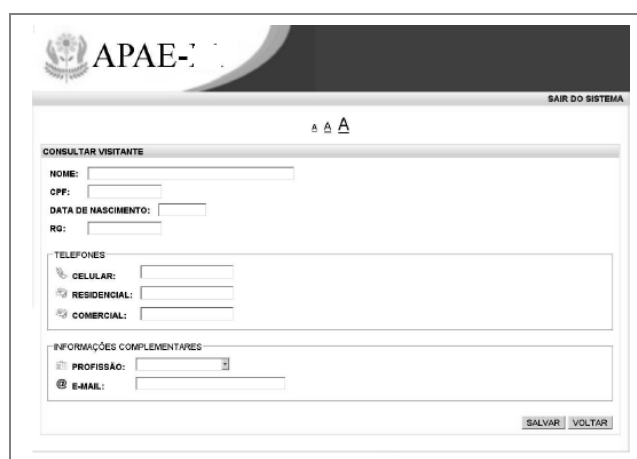 APAE-
SAIR DO SISTEMA
A A A
CONSULTAR VISITANTE
NOME:
CPF:
DATA DE NASCIMENTO:
RG:
TELEFONES
CELULAR:
RESIDENCIAL:
COMERCIAL:
INFORMAÇÕES COMPLEMENTARES
PROFISSÃO:
@ E-MAIL:
SALVAR VOLTAR